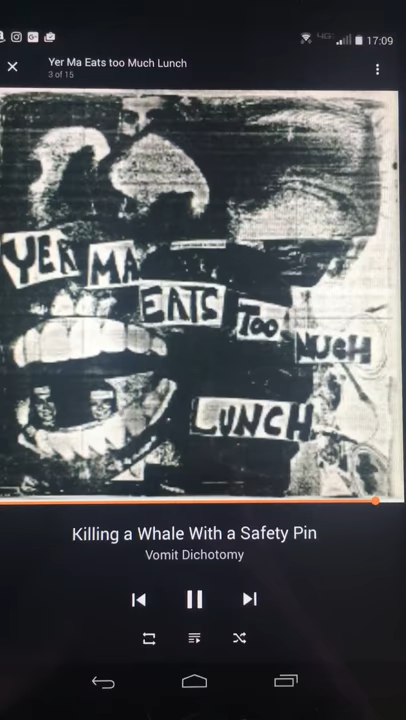 17:09
Yer Ma Eats too Much Lunch
3 of 15
YER MA
EATS TOO
MUCH
LUNCH
Killing a Whale With a Safety Pin
Vomit Dichotomy